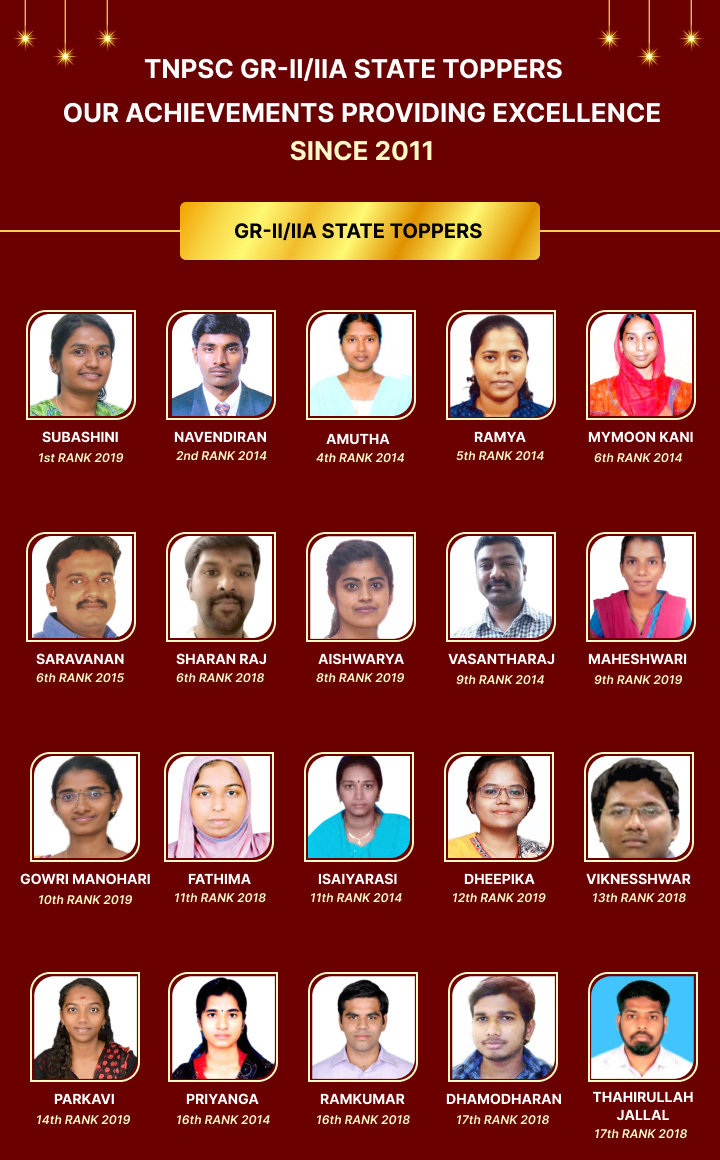 TNPSC GR-II/IIA STATE TOPPERS
OUR ACHIEVEMENTS PROVIDING EXCELLENCE
SINCE 2011
GR-II/IIA STATE TOPPERS
SUBASHINI
1st RANK 2019
NAVENDIRAN
2nd RANK 2014
AMUTHA
4th RANK 2014
RAMYA
5th RANK 2014
MYMOON KANI
6th RANK 2014
SARAVANAN
6th RANK 2015
SHARAN RAJ
6th RANK 2018
AISHWARYA
8th RANK 2019
VASANTHARAJ
9th RANK 2014
MAHESHWARI
9th RANK 2019
GOWRI MANOHARI
10th RANK 2019
FATHIMA
11th RANK 2018
ISAIYARASI
11th RANK 2014
DHEEPIKA
12th RANK 2019
VIKNESSHWAR
13th RANK 2018
PARKAVI
14th RANK 2019
PRIYANGA
16th RANK 2014
RAMKUMAR
16th RANK 2018
DHAMODHARAN
17th RANK 2018
THAHIRULLAH
JALLAL
17th RANK 2018